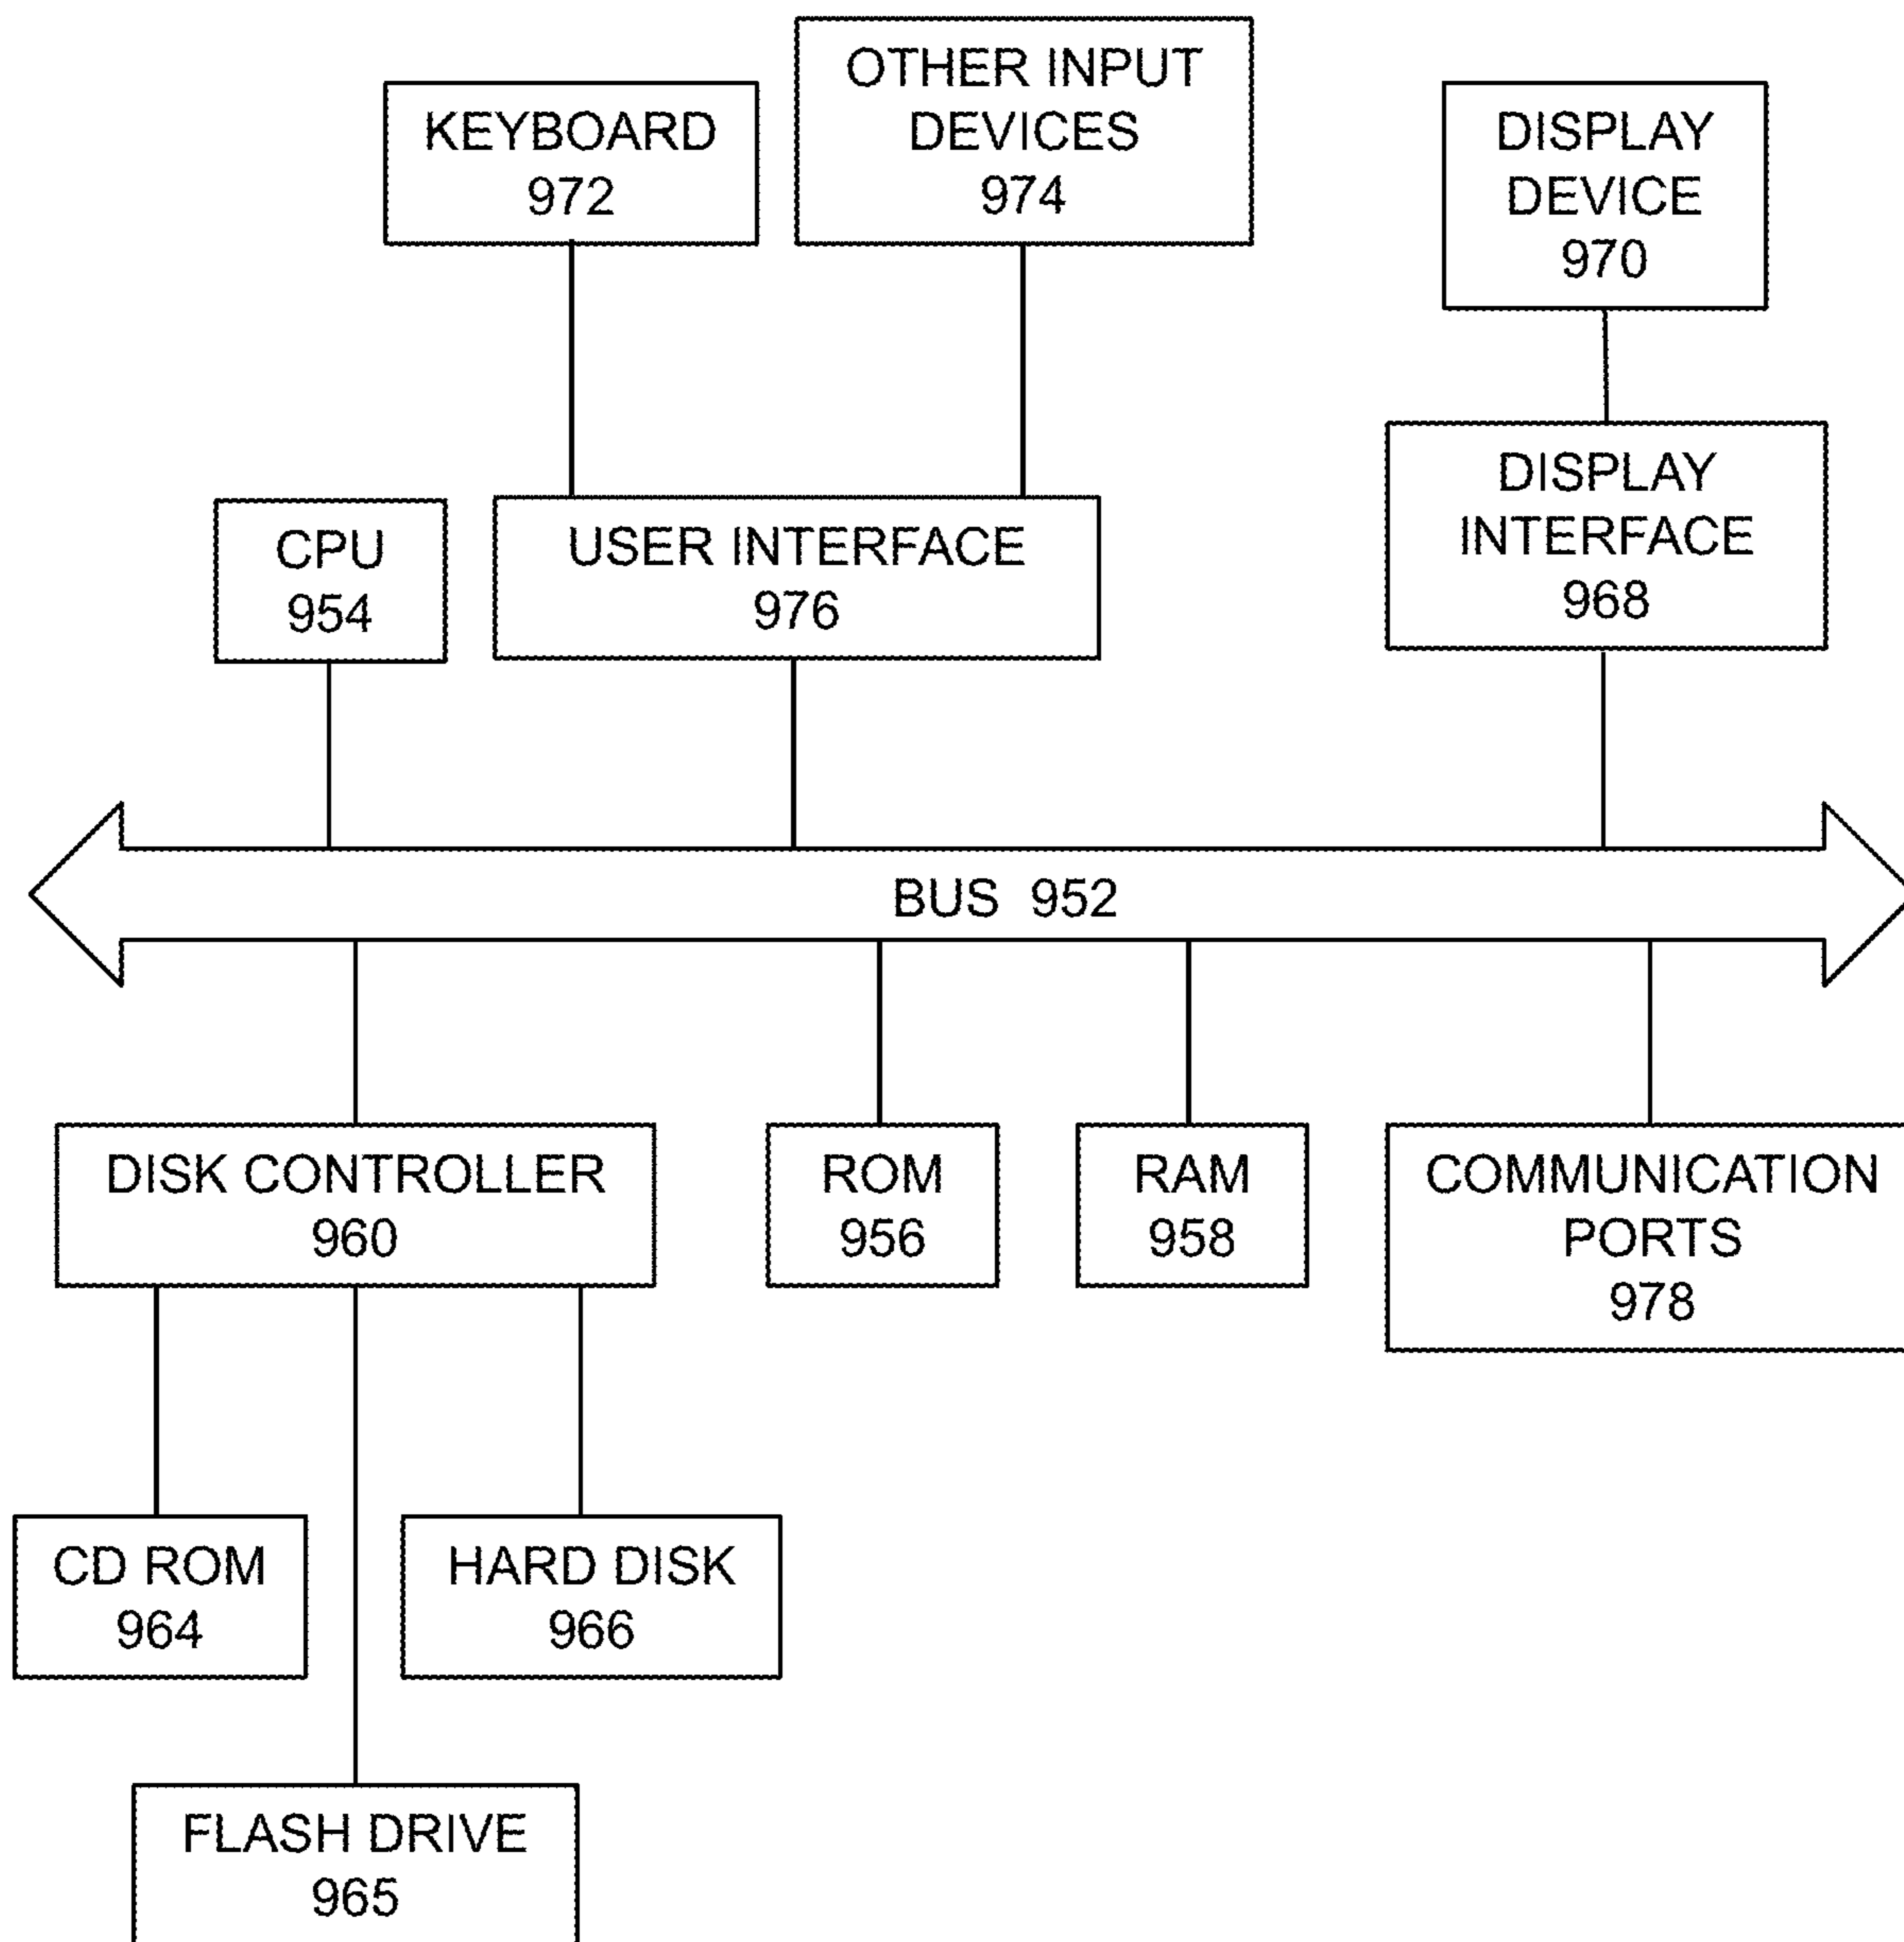 OTHER INPUT
DEVICES
974
KEYBOARD
972
DISPLAY
DEVICE
970
DISPLAY
INTERFACE
968
CPU
954
USER INTERFACE
976
BUS 952
DISK CONTROLLER
960
ROM
956
RAM
958
COMMUNICATION
PORTS
978
CD ROM
964
HARD DISK
966
FLASH DRIVE
965